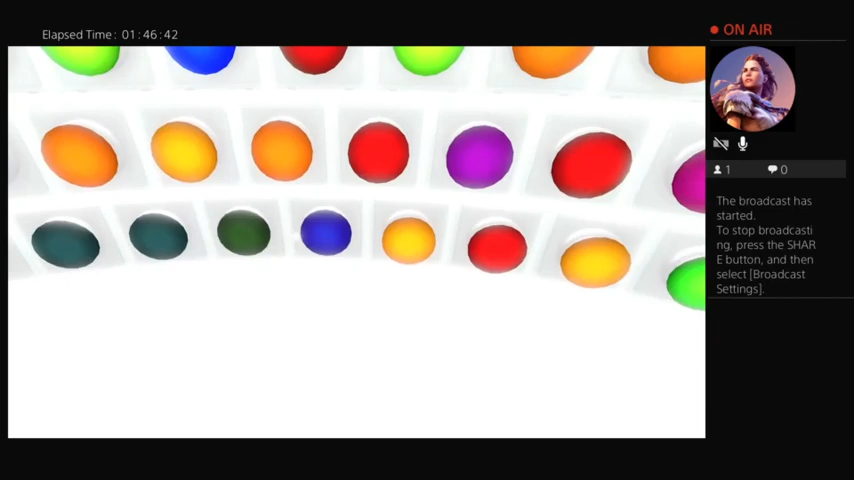 Elapsed Time: 01:46:42
ON AIR
1
0
The broadcast has
started.
To stop broadcasti
ng, press the SHAR
E button, and then
select [Broadcast
Settings].